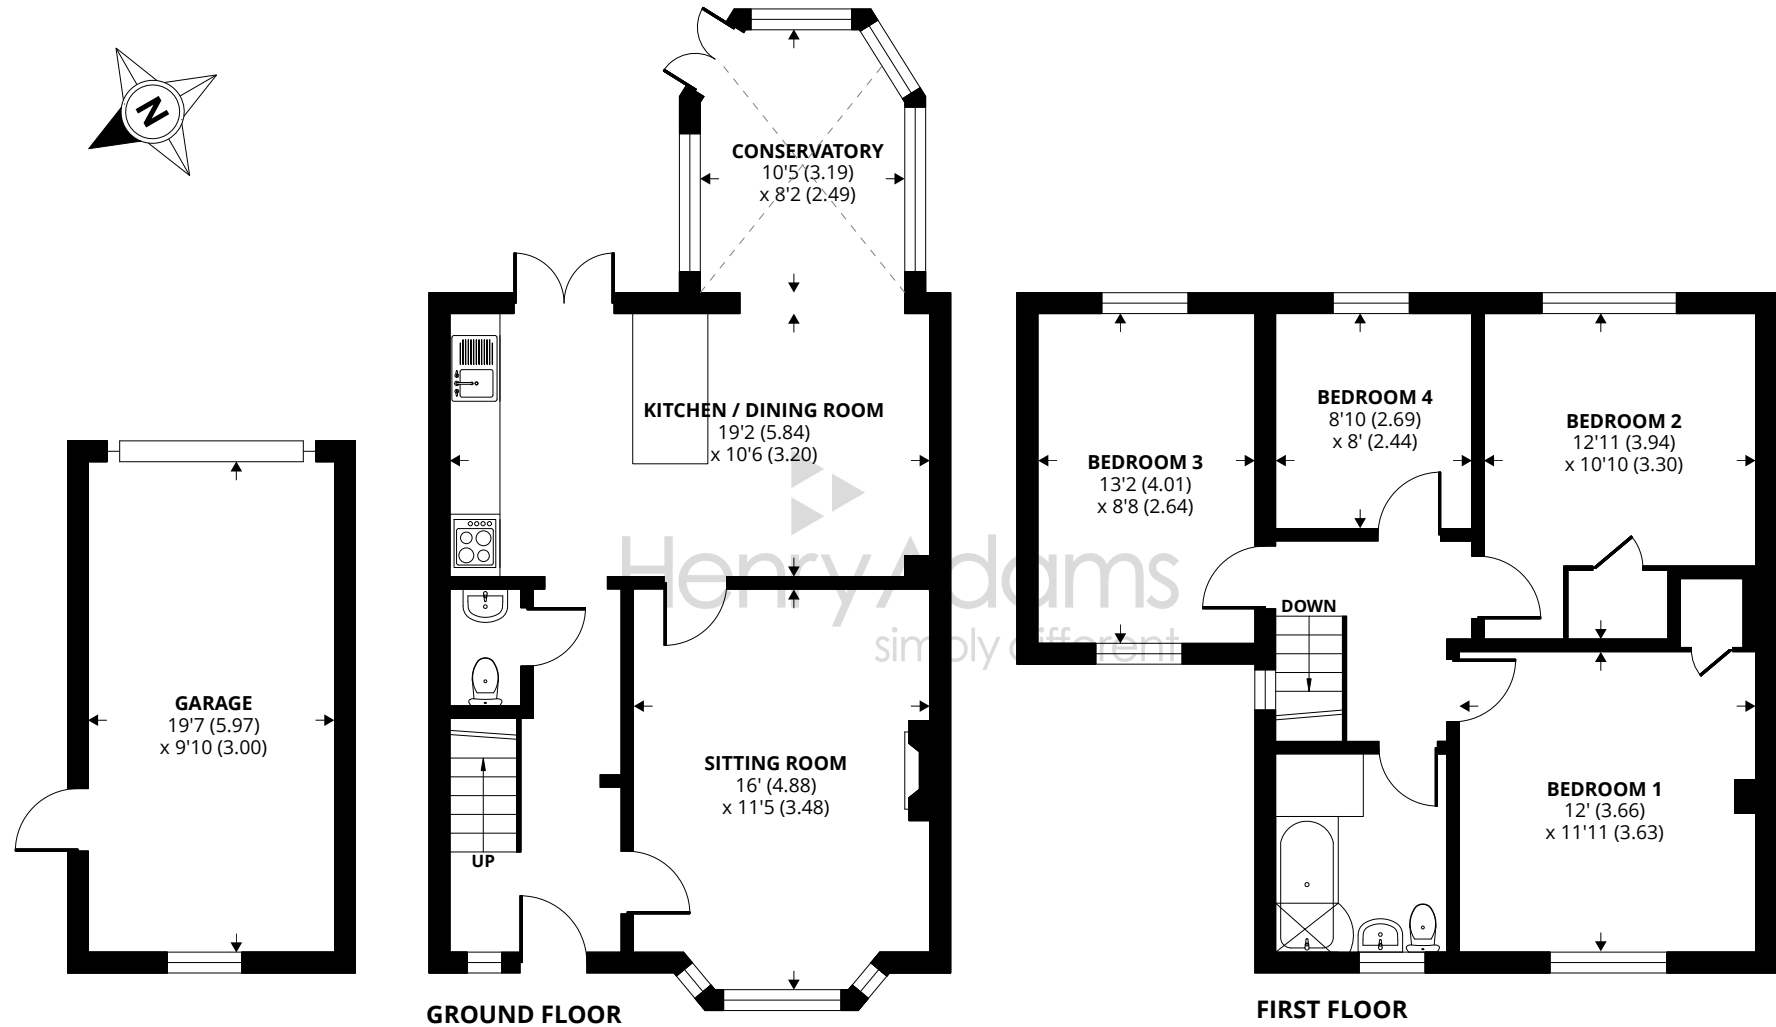 N
CONSERVATORY
10'5 (3.19)
x 8'2 (2.49)
KITCHEN / DINING ROOM
19'2 (5.84)
x 10'6 (3.20)
BEDROOM 3
13'2 (4.01)
x 8'8 (2.64)
BEDROOM 4
8'10 (2.69)
x 8' (2.44)
BEDROOM 2
12'11 (3.94)
x 10'10 (3.30)
HenryAdams
simply different
DOWN
GARAGE
19'7 (5.97)
x 9'10 (3.00)
SITTING ROOM
16' (4.88)
x 11'5 (3.48)
BEDROOM 1
12' (3.66)
x 11'11 (3.63)
UP
GROUND FLOOR
FIRST FLOOR